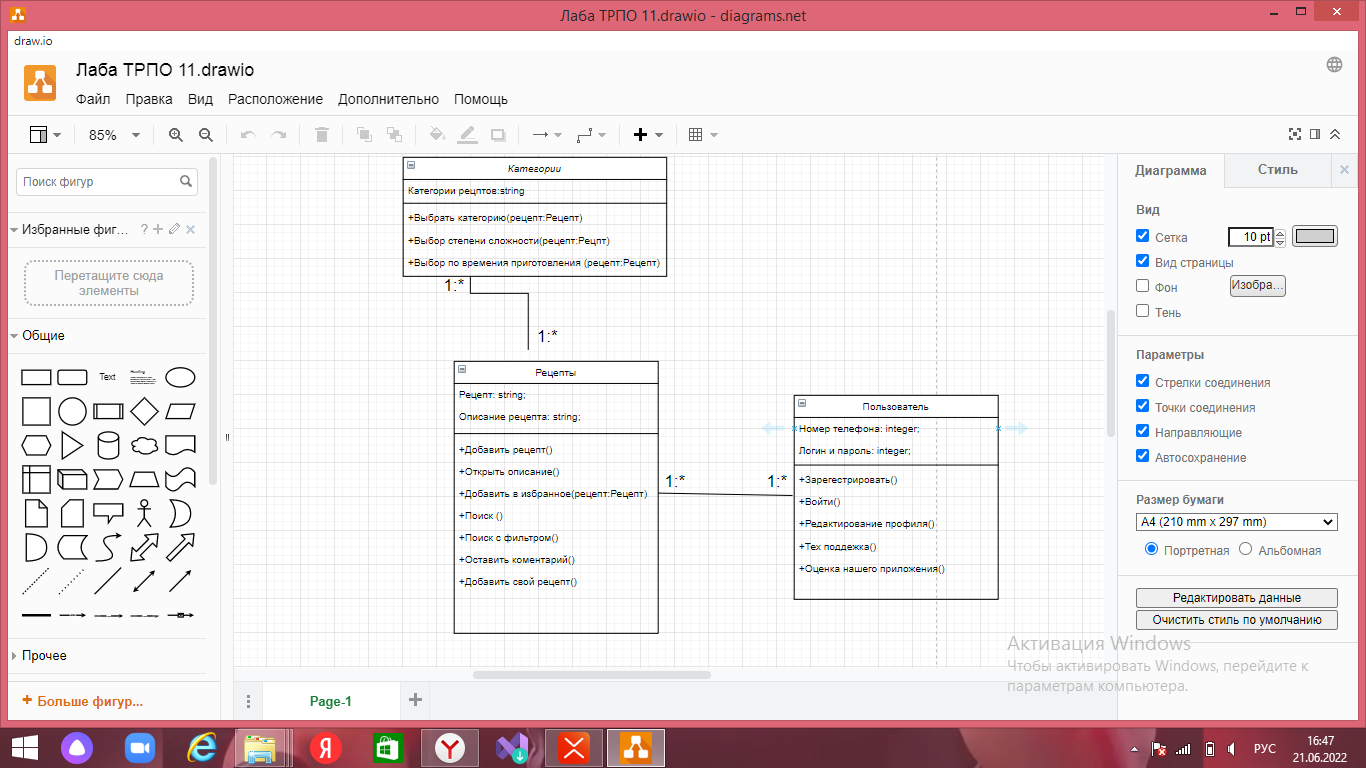 Лаба ТРПО 11.drawio - diagrams.net
draw.io
Лаба ТРПО 11.drawio
Файл Правка Вид Расположение Дополнительно Помощь
85%
Поиск фигур
Избранные фиг... ?
Перетащите сюда
элементы
Общие
Text
Heading
Прочее
+ Больше фигур...
Категории
Категории рецптов:string
+Выбрать категорию(рецепт:Рецепт)
+Выбор степени сложности(рецепт:Рецпт)
+Выбор по времения приготовления (рецепт:Рецепт)
1:*
1:*
Рецепты
Рецепт: string;
Описание рецепта: string;
+Добавить рецепт()
+Открыть описание()
+Добавить в избранное(рецепт:Рецепт)
+Поиск ()
+Поиск с фильтром()
+Оставить коментарий()
+Добавить свой рецепт()
1:* 1:*
Пользователь
Номер телефона: integer;
Логин и пароль: integer;
+Зарегестрировать()
+Войти()
+Редактирование профиля()
+Тех поддежка()
+Оценка нашего приложения()
Page-1
Диаграмма Стиль
Вид
Сетка 10 pt
Вид страницы
Фон Изобра...
Тень
Параметры
Стрелки соединения
Точки соединения
Направляющие
Автосохранение
Размер бумаги
A4 (210 mm x 297 mm)
Портретная Альбомная
Редактировать данные
Очистить стиль по умолчанию
Активация Windows
Чтобы активировать Windows, перейдите к
параметрам компьютера.
РУС
16:47
21.06.2022